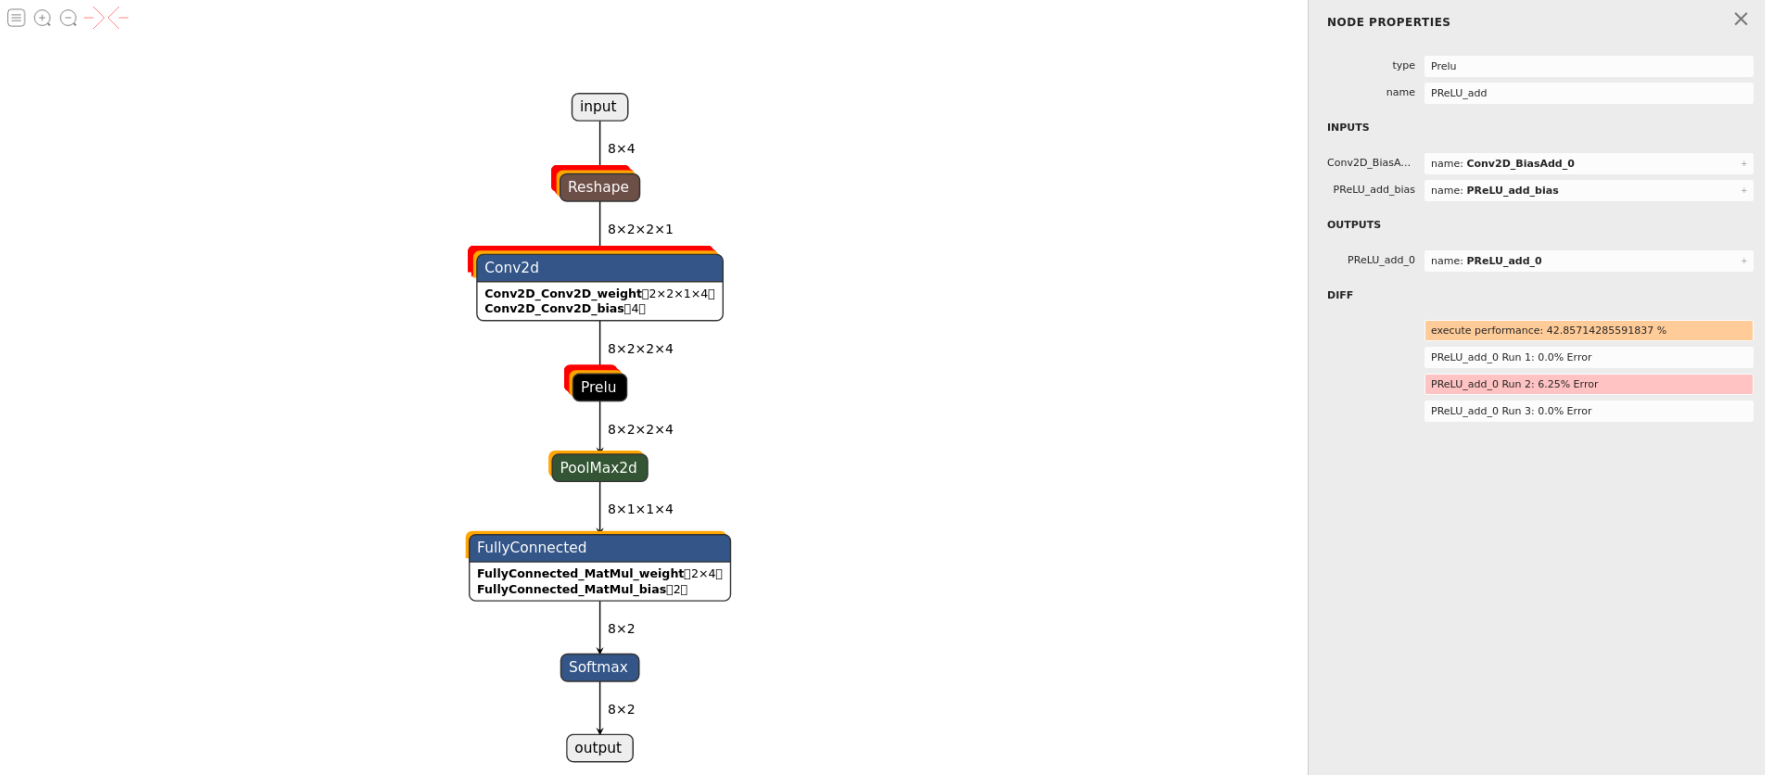 input
8×4
Reshape
8×2×2×1
Conv2d
Conv2D_Conv2D_weight〈2×2×1×4〉
Conv2D_Conv2D_bias〈4〉
8×2×2×4
Prelu
8×2×2×4
PoolMax2d
8×1×1×4
FullyConnected
FullyConnected_MatMul_weight〈2×4〉
FullyConnected_MatMul_bias〈2〉
8×2
Softmax
8×2
output
NODE PROPERTIES
type Prelu
name PReLU_add
INPUTS
Conv2D_BiasA... name: Conv2D_BiasAdd_0 +
PReLU_add_bias name: PReLU_add_bias +
OUTPUTS
PReLU_add_0 name: PReLU_add_0 +
DIFF
execute performance: 42.85714285591837 %
PReLU_add_0 Run 1: 0.0% Error
PReLU_add_0 Run 2: 6.25% Error
PReLU_add_0 Run 3: 0.0% Error